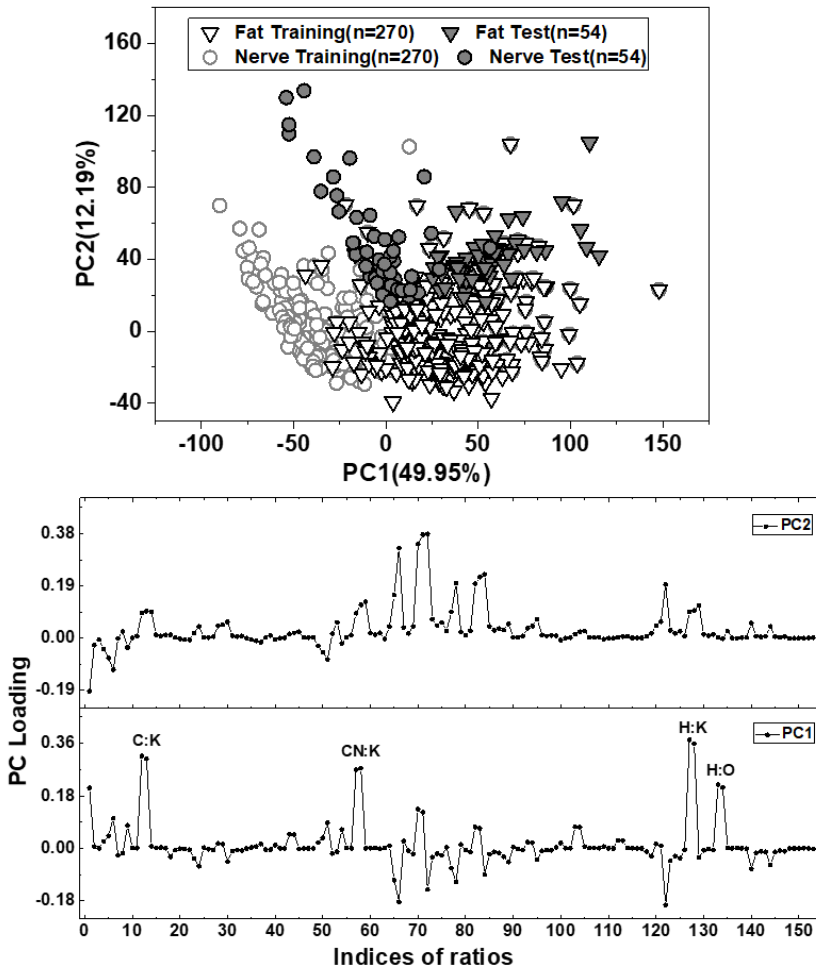 160
120
80
40
0
-40
PC2(12.19%)
Fat Training(n=270) Fat Test(n=54)
Nerve Training(n=270) Nerve Test(n=54)
-100 -50 0 50 100 150
PC1(49.95%)
PC Loading
0.38
0.19
0.00
-0.19
PC2
0.36
0.18
0.00
-0.18
C:K
CN:K
H:K
H:O
PC1
0 10 20 30 40 50 60 70 80 90 100 110 120 130 140 150
Indices of ratios